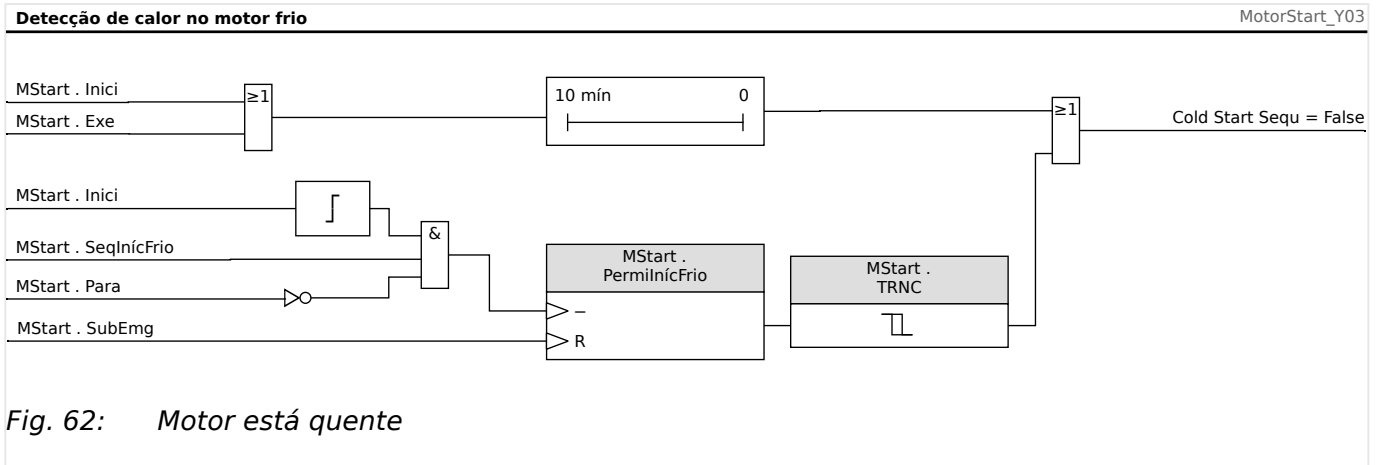 Detecção de calor no motor frio
MotorStart_Y03
MStart . Inici
MStart . Exe
≥1
10 mín 0
≥1
Cold Start Sequ = False
MStart . Inici
MStart . SeqInícFrio
MStart . Para
MStart . SubEmg
&
MStart .
PermiInícFrio
–
R
MStart .
TRNC
Fig. 62: Motor está quente